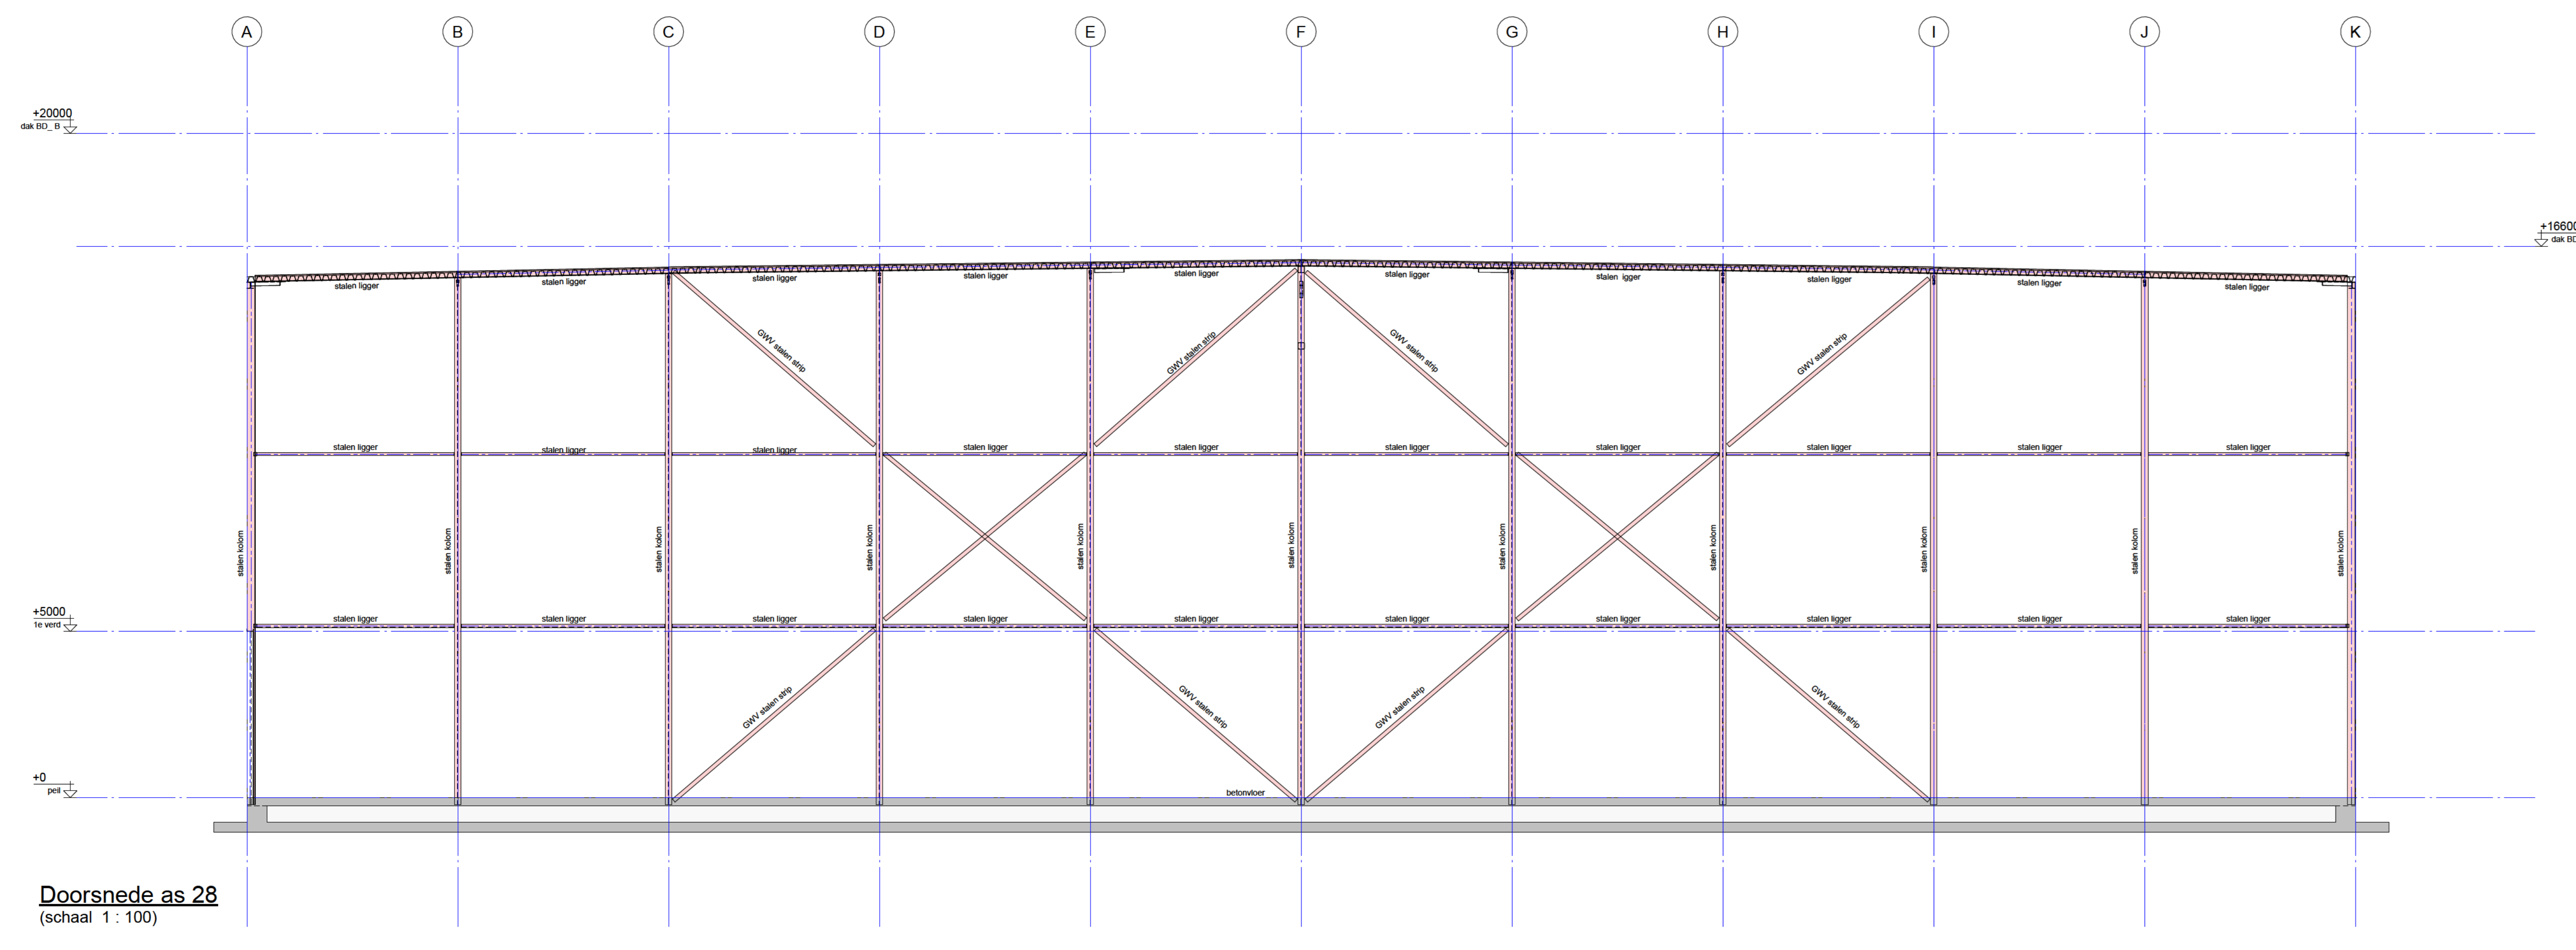 A B C D E F G H I J K
+20000
dak BD_ B
+16600
dak BD
stalen ligger stalen ligger stalen ligger stalen ligger stalen ligger stalen ligger stalen igger stalen ligger stalen ligger stalen ligger
GWV stalen strip GWV stalen strip GWV stalen strip GWV stalen strip
stalen ligger stalen ligger stalen ligger stalen ligger stalen ligger stalen ligger stalen ligger stalen ligger stalen ligger stalen ligger
stalen kolom stalen kolom stalen kolom stalen kolom stalen kolom stalen kolom stalen kolom stalen kolom stalen kolom stalen kolom stalen kolom
+5000
1e verd
stalen ligger stalen ligger stalen ligger stalen ligger stalen ligger stalen ligger stalen ligger stalen ligger stalen ligger stalen ligger
GWV stalen strip GWV stalen strip GWV stalen strip GWV stalen strip
+0
peil
betonvloer
Doorsnede as 28
(schaal 1 : 100)